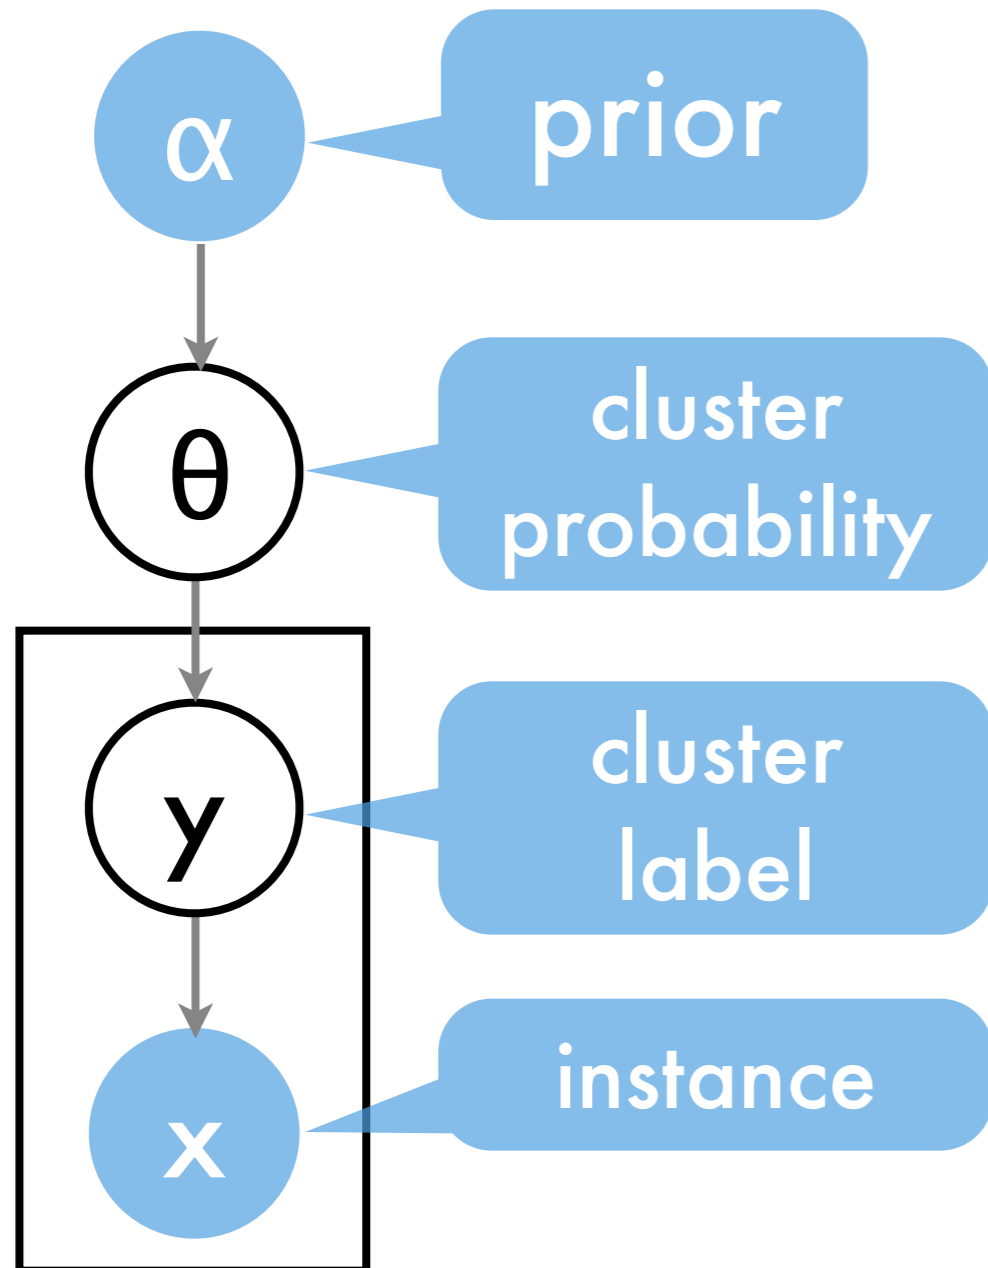 α
prior
θ
cluster
probability
y
cluster
label
x
instance